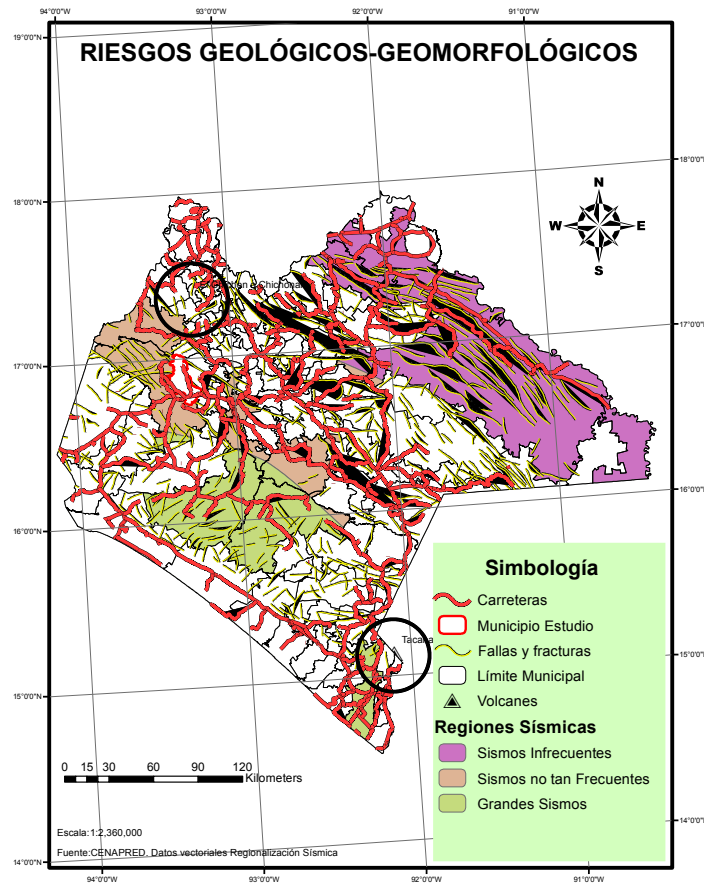 94°0'0"W 93°0'0"W 92°0'0"W 91°0'0"W
19°0'0"N
RIESGOS GEOLÓGICOS-GEOMORFOLÓGICOS
18°0'0"N
18°0'0"N
N
W E
S
17°0'0"N
17°0'0"N
16°0'0"N
16°0'0"N
Simbología
Carreteras
Municipio Estudio
Fallas y fracturas
Límite Municipal
Volcanes
Regiones Sísmicas
Sismos Infrecuentes
Sismos no tan Frecuentes
Grandes Sismos
Tacana
15°0'0"N
15°0'0"N
0 15 30 60 90 120
Kilometers
Escala:1:2,360,000
Fuente:CENAPRED. Datos vectoriales Regionalización Sísmica
14°0'0"N
14°0'0"N
94°0'0"W 93°0'0"W 92°0'0"W 91°0'0"W